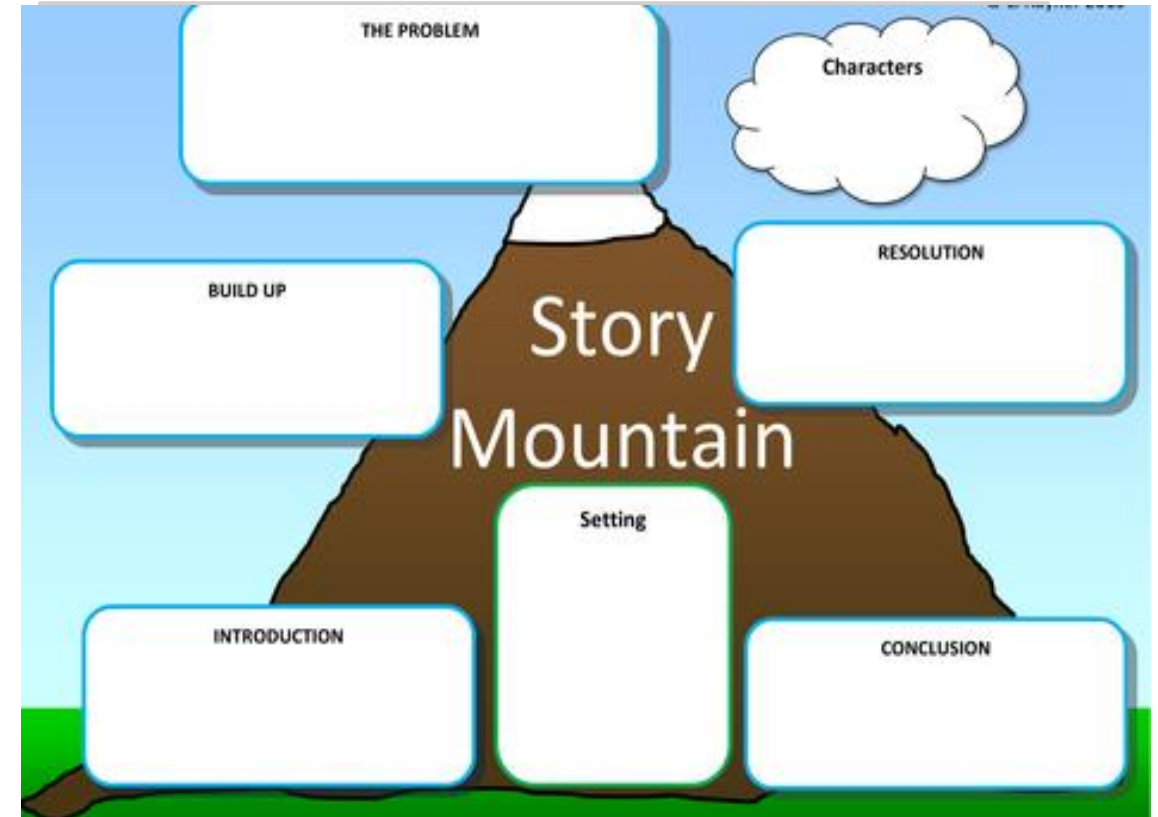 THE PROBLEM
Characters
RESOLUTION
BUILD UP
Story
Mountain
Setting
INTRODUCTION
CONCLUSION